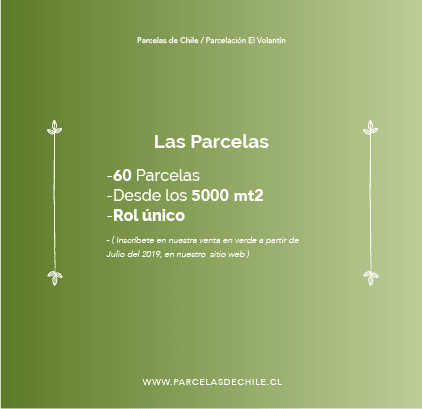 Parcelas de Chile / Parcelación El Volantín
Las Parcelas
-60 Parcelas
-Desde los 5000 mt2
-Rol único
- ( Inscríbete en nuestra venta en verde a partir de
Julio del 2019, en nuestro sitio web )
WWW.PARCELASDECHILE.CL